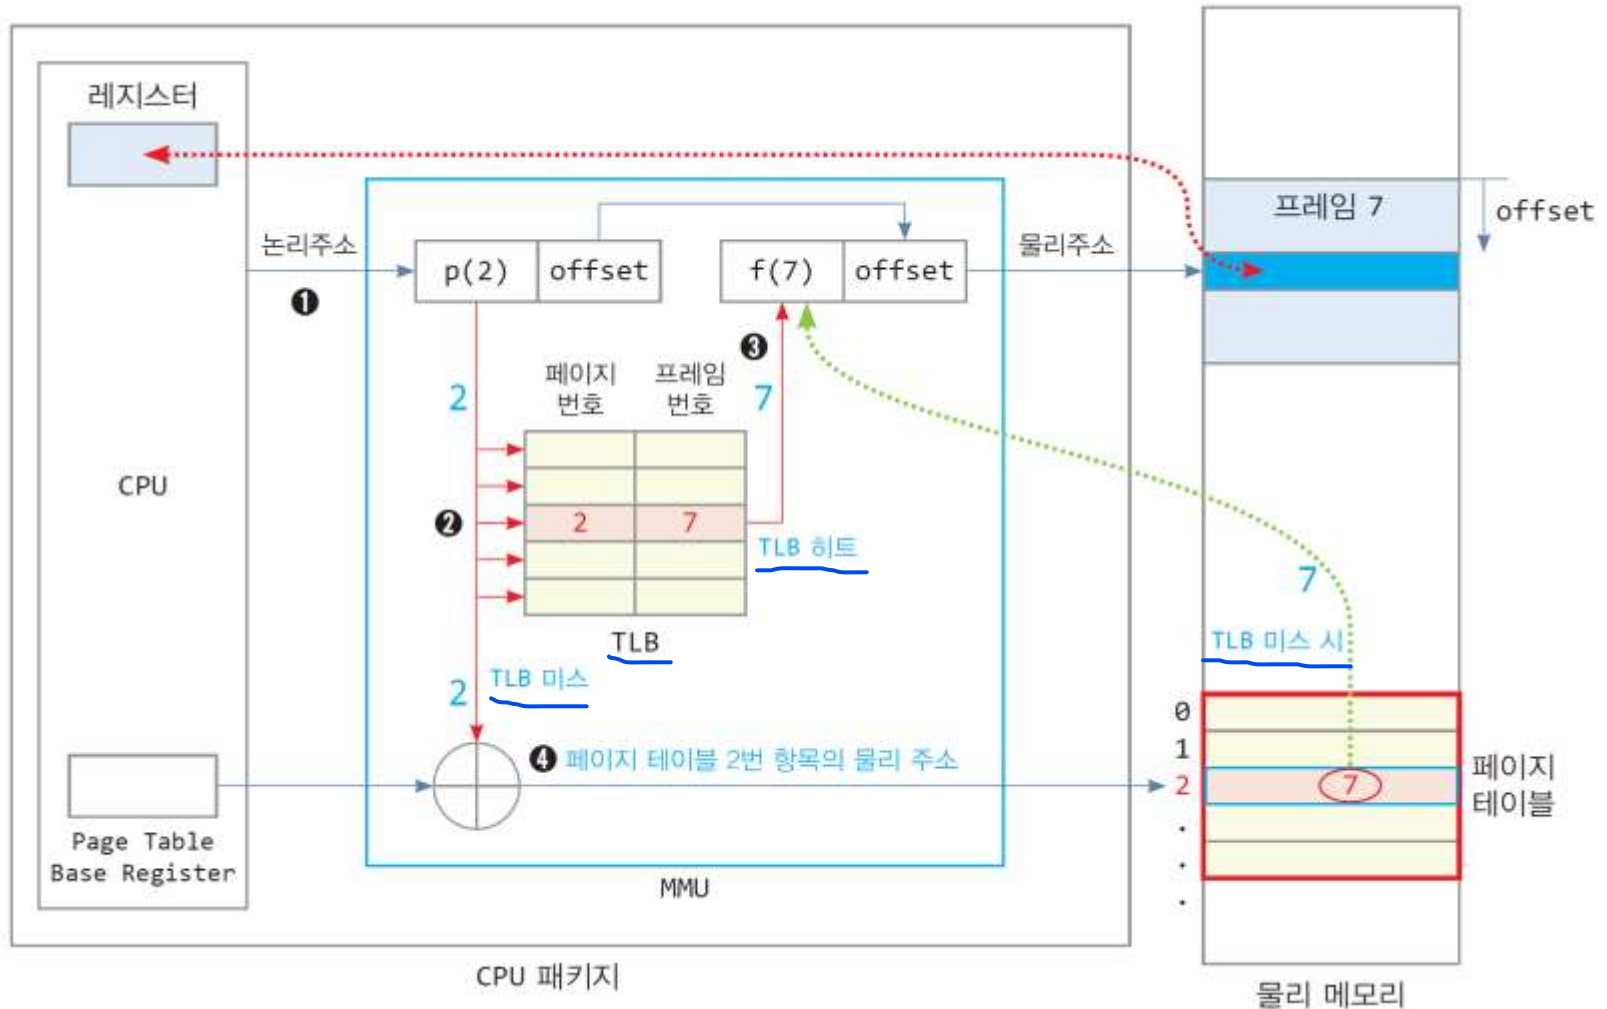 레지스터
프레임 7
offset
논리주소
p(2)
offset
f(7)
offset
물리주소
❶
❸
2
페이지
번호
프레임
번호
7
CPU
❷
2
7
TLB 히트
7
TLB
TLB 미스 시
2
TLB 미스
0
1
2
7
.
.
.
페이지
테이블
❹ 페이지 테이블 2번 항목의 물리 주소
Page Table
Base Register
MMU
CPU 패키지
물리 메모리